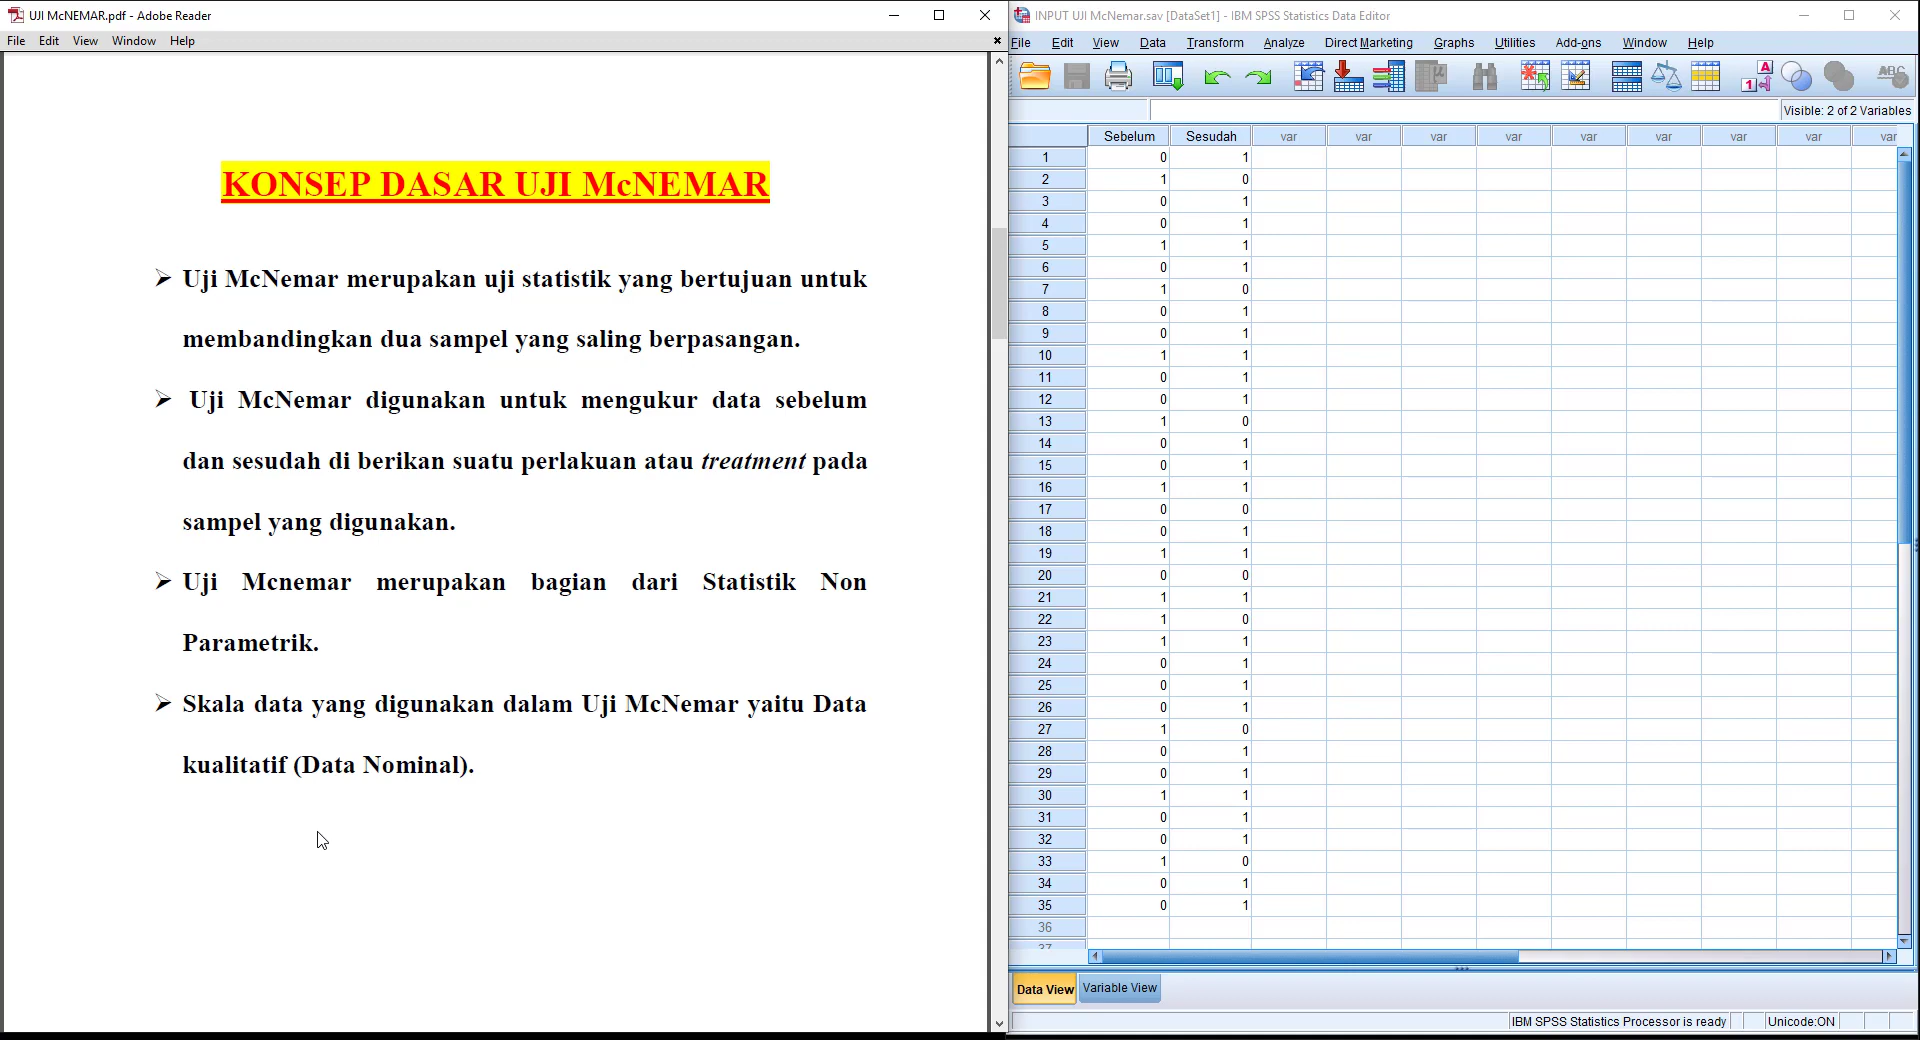 UJI McNEMAR.pdf - Adobe Reader
File Edit View Window Help
KONSEP DASAR UJI McNEMAR
➢ Uji McNemar merupakan uji statistik yang bertujuan untuk
membandingkan dua sampel yang saling berpasangan.
➢ Uji McNemar digunakan untuk mengukur data sebelum
dan sesudah di berikan suatu perlakuan atau treatment pada
sampel yang digunakan.
➢ Uji Mcnemar merupakan bagian dari Statistik Non
Parametrik.
➢ Skala data yang digunakan dalam Uji McNemar yaitu Data
kualitatif (Data Nominal).
INPUT UJI McNemar.sav [DataSet1] - IBM SPSS Statistics Data Editor
File Edit View Data Transform Analyze Direct Marketing Graphs Utilities Add-ons Window Help
Visible: 2 of 2 Variables
Sebelum Sesudah var var var var var var var var var
1 0 1
2 1 0
3 0 1
4 0 1
5 1 1
6 0 1
7 1 0
8 0 1
9 0 1
10 1 1
11 0 1
12 0 1
13 1 0
14 0 1
15 0 1
16 1 1
17 0 0
18 0 1
19 1 1
20 0 0
21 1 1
22 1 0
23 1 1
24 0 1
25 0 1
26 0 1
27 1 0
28 0 1
29 0 1
30 1 1
31 0 1
32 0 1
33 1 0
34 0 1
35 0 1
36
37
Data View Variable View
IBM SPSS Statistics Processor is ready Unicode:ON